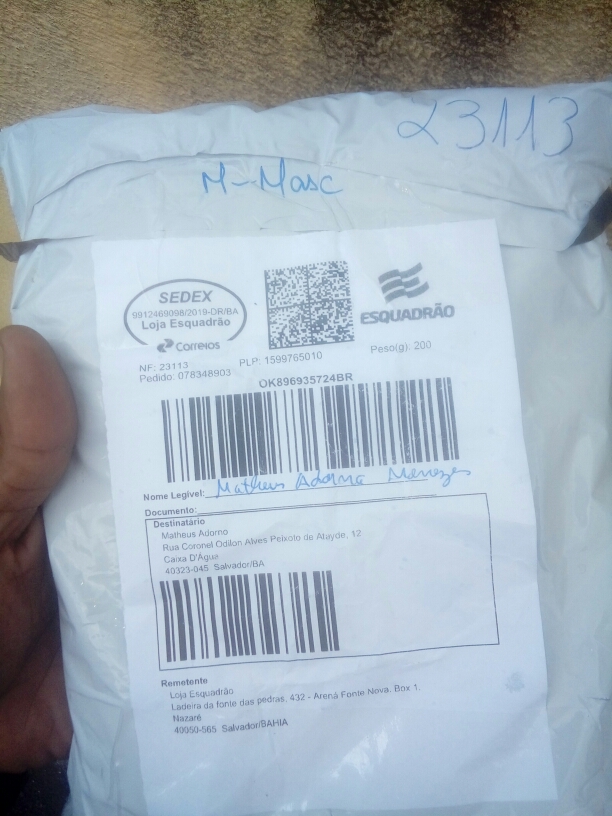 23113
M-Masc
SEDEX
9912469098/2019-DR/BA
Loja Esquadrão
Correios
ESQUADRÃO
NF: 23113
PLP: 1599765010
Peso(g): 200
Pedido: 078348903
OK896935724BR
Nome Legível: Matheus Adorno Menezes
Documento:
Destinatário
Matheus Adorno
Rua Coronel Odilon Alves Peixoto de Atayde, 12
Caixa D'Água
40323-045 Salvador/BA
Remetente
Loja Esquadrão
Ladeira da fonte das pedras, 432 - Arena Fonte Nova, Box 1.
Nazaré
40050-565 Salvador/BAHIA